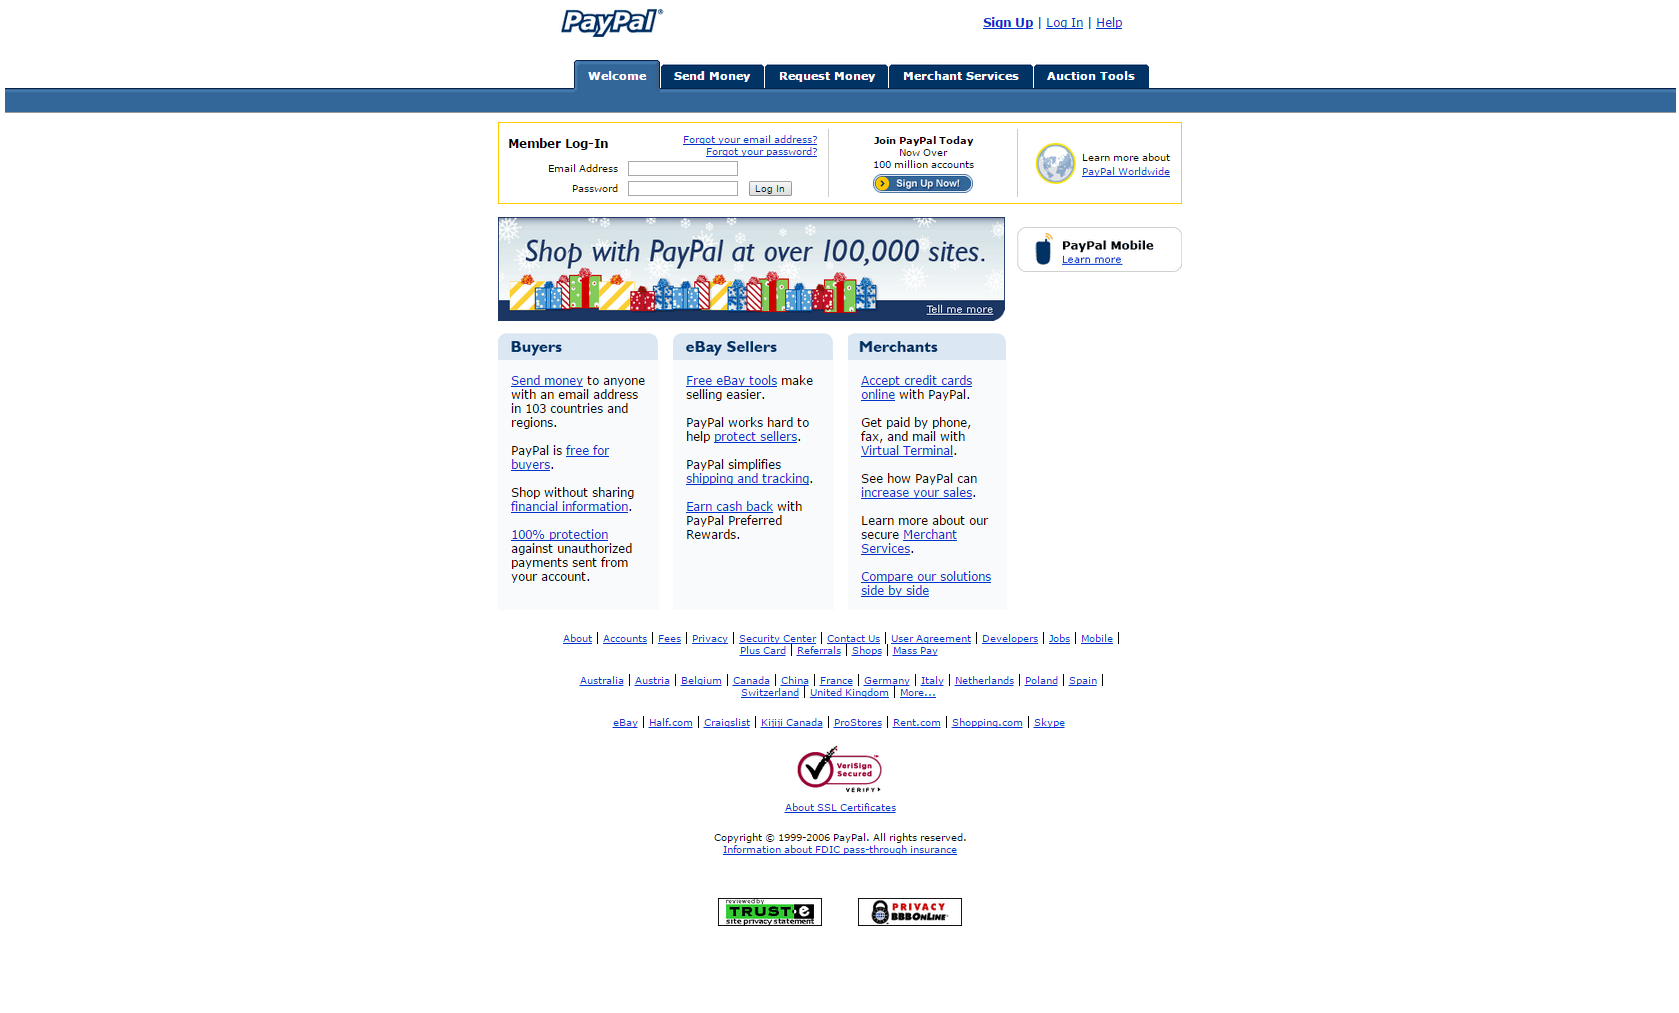 PayPal®
Sign Up | Log In | Help
Welcome
Send Money
Request Money
Merchant Services
Auction Tools
Member Log-In
Forgot your email address?
Forgot your password?
Email Address
Password
Log In
Join PayPal Today
Now Over
100 million accounts
Sign Up Now!
Learn more about
PayPal Worldwide
Shop with PayPal at over 100,000 sites.
Tell me more
PayPal Mobile
Learn more
Buyers
Send money to anyone
with an email address
in 103 countries and
regions.
PayPal is free for
buyers.
Shop without sharing
financial information.
100% protection
against unauthorized
payments sent from
your account.
eBay Sellers
Free eBay tools make
selling easier.
PayPal works hard to
help protect sellers.
PayPal simplifies
shipping and tracking.
Earn cash back with
PayPal Preferred
Rewards.
Merchants
Accept credit cards
online with PayPal.
Get paid by phone,
fax, and mail with
Virtual Terminal.
See how PayPal can
increase your sales.
Learn more about our
secure Merchant
Services.
Compare our solutions
side by side
About | Accounts | Fees | Privacy | Security Center | Contact Us | User Agreement | Developers | Jobs | Mobile |
Plus Card | Referrals | Shops | Mass Pay
Australia | Austria | Belgium | Canada | China | France | Germany | Italy | Netherlands | Poland | Spain |
Switzerland | United Kingdom | More...
eBay | Half.com | Craigslist | Kijiji Canada | ProStores | Rent.com | Shopping.com | Skype
VeriSign™
Secured
VERIFY
About SSL Certificates
Copyright © 1999-2006 PayPal. All rights reserved.
Information about FDIC pass-through insurance
reviewed by
TRUSTe
site privacy statement
PRIVACY
BBBOnLine